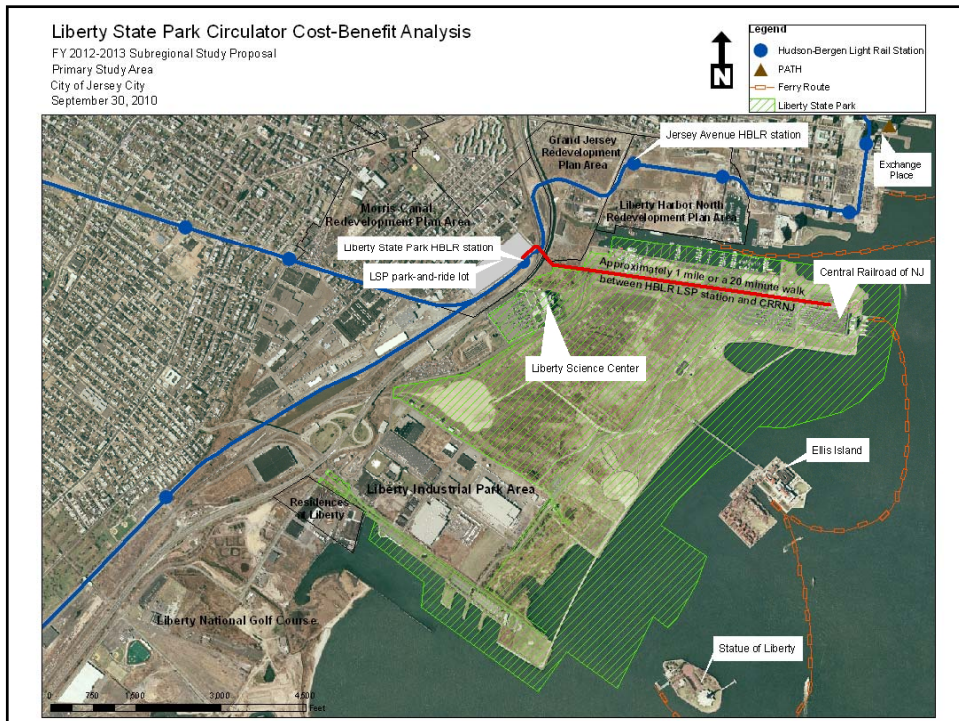 Liberty State Park Circulator Cost-Benefit Analysis
FY 2012-2013 Subregional Study Proposal
Primary Study Area
City of Jersey City
September 30, 2010
N
Legend
Hudson-Bergen Light Rail Station
PATH
Ferry Route
Liberty State Park
Jersey Avenue HBLR station
Grand Jersey
Redevelopment
Plan Area
Exchange
Place
Morris Canal
Redevelopment Plan Area
Liberty Harbor North
Redevelopment Plan Area
Liberty State Park HBLR station
LSP park-and-ride lot
Approximately 1 mile or a 20 minute walk
between HBLR LSP station and CRRNJ
Central Railroad of NJ
Liberty Science Center
Ellis Island
Liberty Industrial Park Area
Residences
at Liberty
Liberty National Golf Course
Statue of Liberty
0 750 1,500 3,000 4,500
Feet